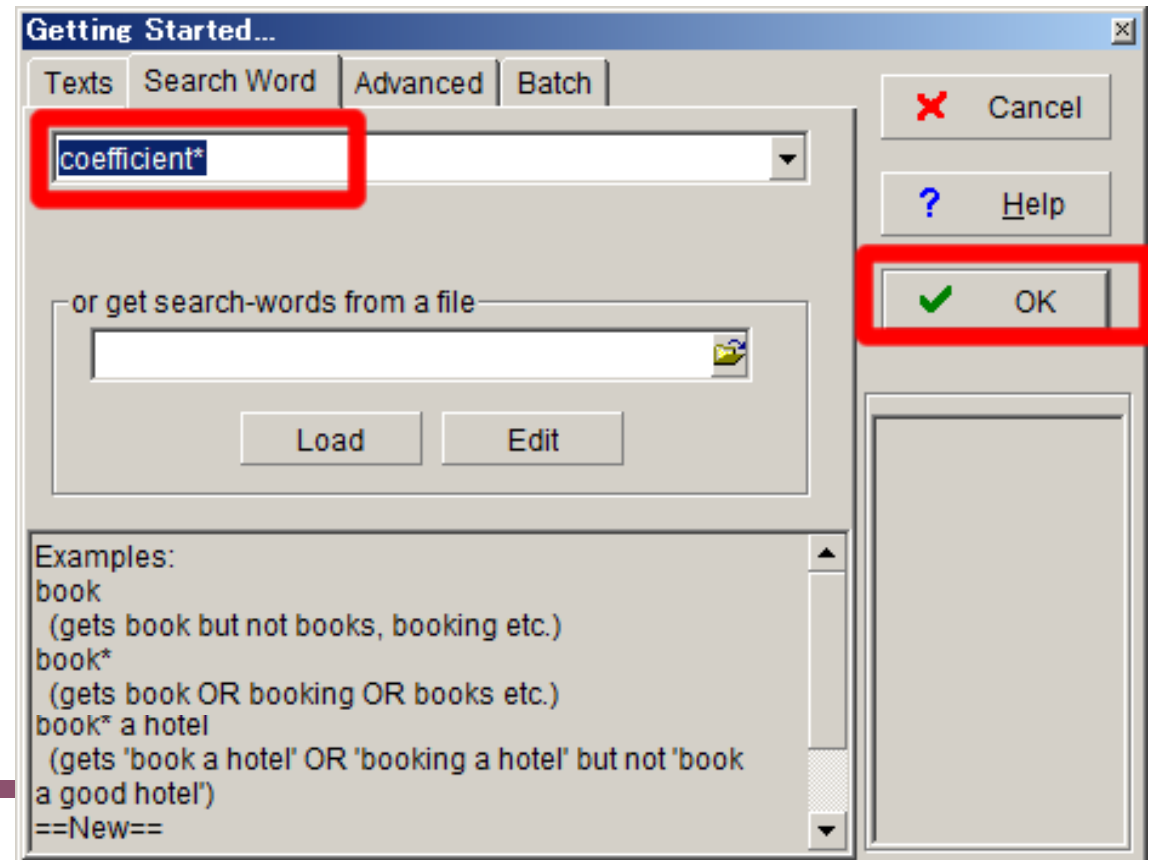 Getting Started...
Texts Search Word Advanced Batch
Cancel
coefficient*
? Help
or get search-words from a file
OK
Load Edit
Examples:
book
(gets book but not books, booking etc.)
book*
(gets book OR booking OR books etc.)
book* a hotel
(gets 'book a hotel' OR 'booking a hotel' but not 'book
a good hotel')
==New==